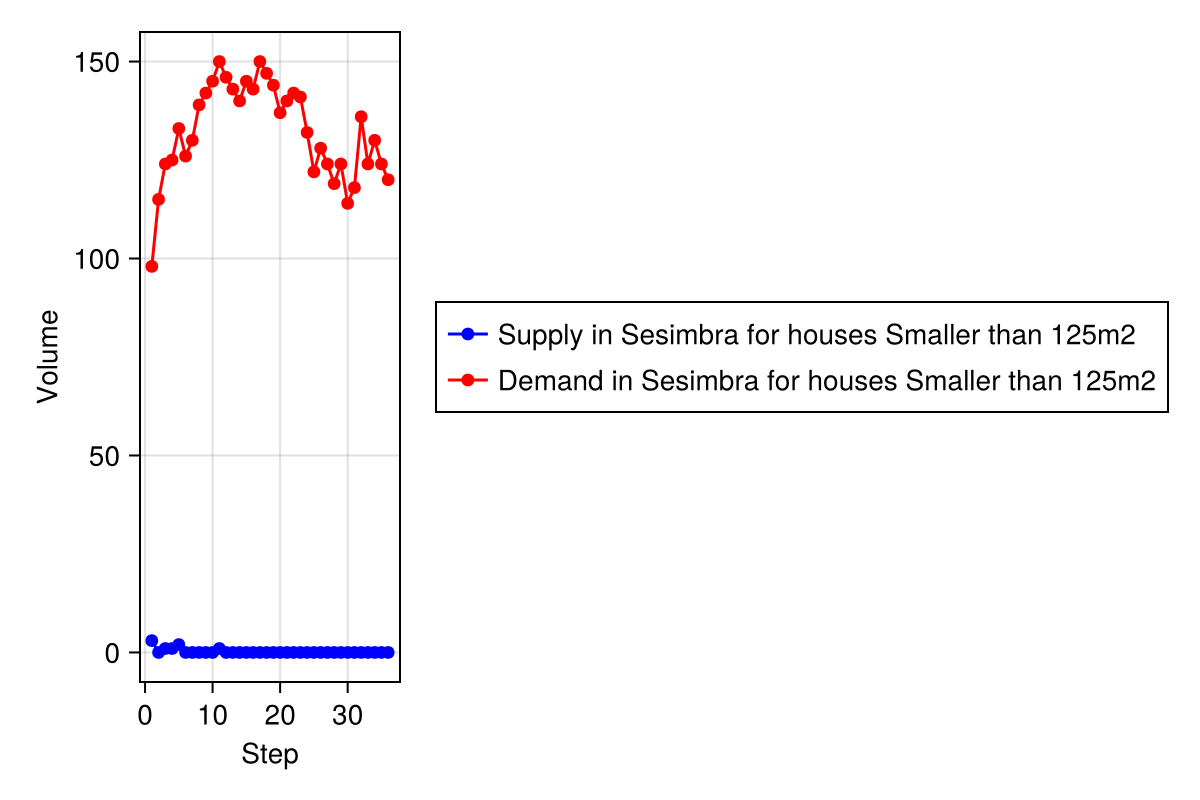 150
100
50
0
Volume
0 10 20 30
Step
Supply in Sesimbra for houses Smaller than 125m2
Demand in Sesimbra for houses Smaller than 125m2